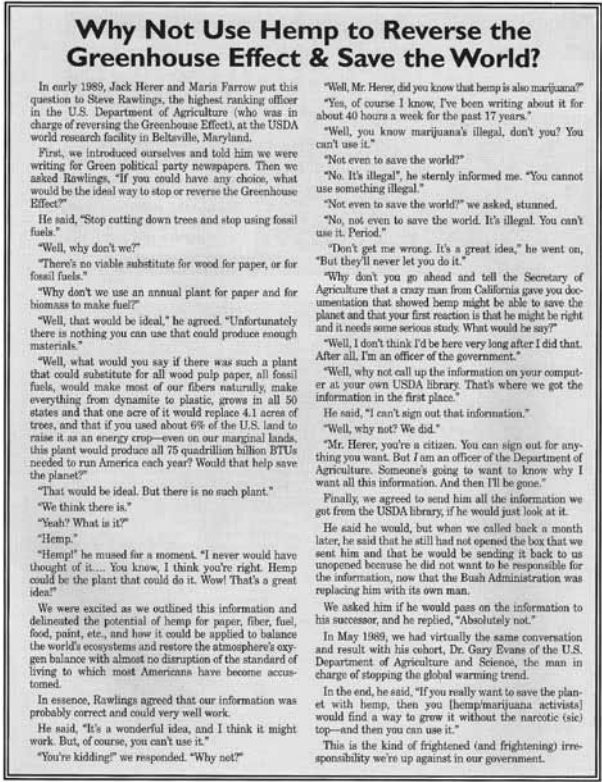 Why Not Use Hemp to Reverse the
Greenhouse Effect & Save the World?
In early 1989, Jack Herer and Maria Farrow put this
question to Steve Rawlings, the highest ranking officer
in the U.S. Department of Agriculture (who was in
charge of reversing the Greenhouse Effect), at the USDA
world research facility in Beltsville, Maryland.
First, we introduced ourselves and told him we were
writing for Green political party newspapers. Then we
asked Rawlings, "If you could have any choice, what
would be the ideal way to stop or reverse the Greenhouse
Effect?"
He said, "Stop cutting down trees and stop using fossil
fuels."
"Well, why don't we?"
"There's no viable substitute for wood for paper, or for
fossil fuels."
"Why don't we use an annual plant for paper and for
biomass to make fuel?"
"Well, that would be ideal," he agreed. "Unfortunately
there is nothing you can use that could produce enough
materials."
"Well, what would you say if there was such a plant
that could substitute for all wood pulp paper, all fossil
fuels, would make most of our fibers naturally, make
everything from dynamite to plastic, grows in all 50
states and that one acre of it would replace 4.1 acres of
trees, and that if you used about 6% of the U.S. land to
raise it as an energy crop—even on our marginal lands,
this plant would produce all 75 quadrillion billion BTUs
needed to run America each year? Would that help save
the planet?"
"That would be ideal. But there is no such plant."
"We think there is."
"Yeah? What is it?"
"Hemp."
"Hemp!" he mused for a moment. "I never would have
thought of it.... You know, I think you're right. Hemp
could be the plant that could do it. Wow! That's a great
idea!"
We were excited as we outlined this information and
delineated the potential of hemp for paper, fiber, fuel,
food, paint, etc., and how it could be applied to balance
the world's ecosystems and restore the atmosphere's oxy-
gen balance with almost no disruption of the standard of
living to which most Americans have become accus-
tomed.
In essence, Rawlings agreed that our information was
probably correct and could very well work.
He said, "It's a wonderful idea, and I think it might
work. But, of course, you can't use it."
"You're kidding!" we responded. "Why not?"
"Well, Mr. Herer, did you know that hemp is also marijuana?"
"Yes, of course I know, I've been writing about it for
about 40 hours a week for the past 17 years."
"Well, you know marijuana's illegal, don't you? You
can't use it."
"Not even to save the world?"
"No. It's illegal", he sternly informed me. "You cannot
use something illegal."
"Not even to save the world?" we asked, stunned.
"No, not even to save the world. It's illegal. You can't
use it. Period."
"Don't get me wrong. It's a great idea," he went on,
"But they'll never let you do it."
"Why don't you go ahead and tell the Secretary of
Agriculture that a crazy man from California gave you doc-
umentation that showed hemp might be able to save the
planet and that your first reaction is that he might be right
and it needs some serious study. What would he say?"
"Well, I don't think I'd be here very long after I did that.
After all, I'm an officer of the government."
"Well, why not call up the information on your comput-
er at your own USDA library. That's where we got the
information in the first place."
He said, "I can't sign out that information."
"Well, why not? We did."
"Mr. Herer, you're a citizen. You can sign out for any-
thing you want. But I am an officer of the Department of
Agriculture. Someone's going to want to know why I
want all this information. And then I'll be gone."
Finally, we agreed to send him all the information we
got from the USDA library, if he would just look at it.
He said he would, but when we called back a month
later, he said that he still had not opened the box that we
sent him and that he would be sending it back to us
unopened because he did not want to be responsible for
the information, now that the Bush Administration was
replacing him with its own man.
We asked him if he would pass on the information to
his successor, and he replied, "Absolutely not."
In May 1989, we had virtually the same conversation
and result with his cohort, Dr. Gary Evans of the U.S.
Department of Agriculture and Science, the man in
charge of stopping the global warming trend.
In the end, he said, "If you really want to save the plan-
et with hemp, then you [hemp/marijuana activists]
would find a way to grow it without the narcotic (sic)
top—and then you can use it."
This is the kind of frightened (and frightening) irre-
sponsibility we're up against in our government.